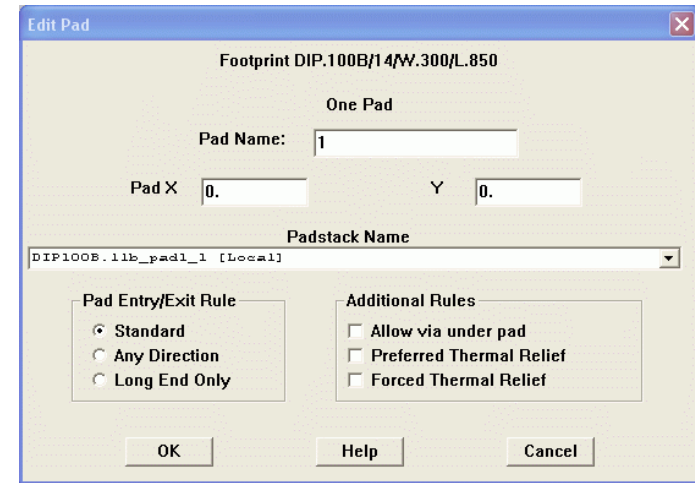 Edit Pad
Footprint DIP.100B/14/W.300/L.850
One Pad
Pad Name: 1
Pad X 0. Y 0.
Padstack Name
DIP100B.llb_pad1_1 [Local]
Pad Entry/Exit Rule Additional Rules
Standard Allow via under pad
Any Direction Preferred Thermal Relief
Long End Only Forced Thermal Relief
OK Help Cancel